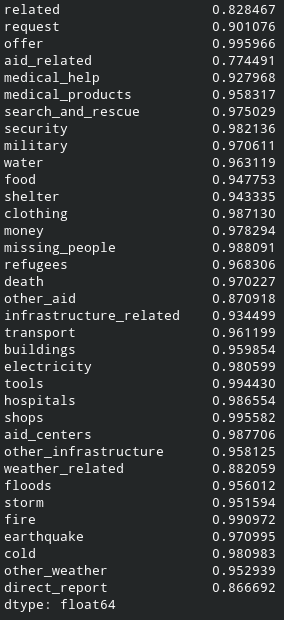 related 0.828467
request 0.901076
offer 0.995966
aid_related 0.774491
medical_help 0.927968
medical_products 0.958317
search_and_rescue 0.975029
security 0.982136
military 0.970611
water 0.963119
food 0.947753
shelter 0.943335
clothing 0.987130
money 0.978294
missing_people 0.988091
refugees 0.968306
death 0.970227
other_aid 0.870918
infrastructure_related 0.934499
transport 0.961199
buildings 0.959854
electricity 0.980599
tools 0.994430
hospitals 0.986554
shops 0.995582
aid_centers 0.987706
other_infrastructure 0.958125
weather_related 0.882059
floods 0.956012
storm 0.951594
fire 0.990972
earthquake 0.970995
cold 0.980983
other_weather 0.952939
direct_report 0.866692
dtype: float64